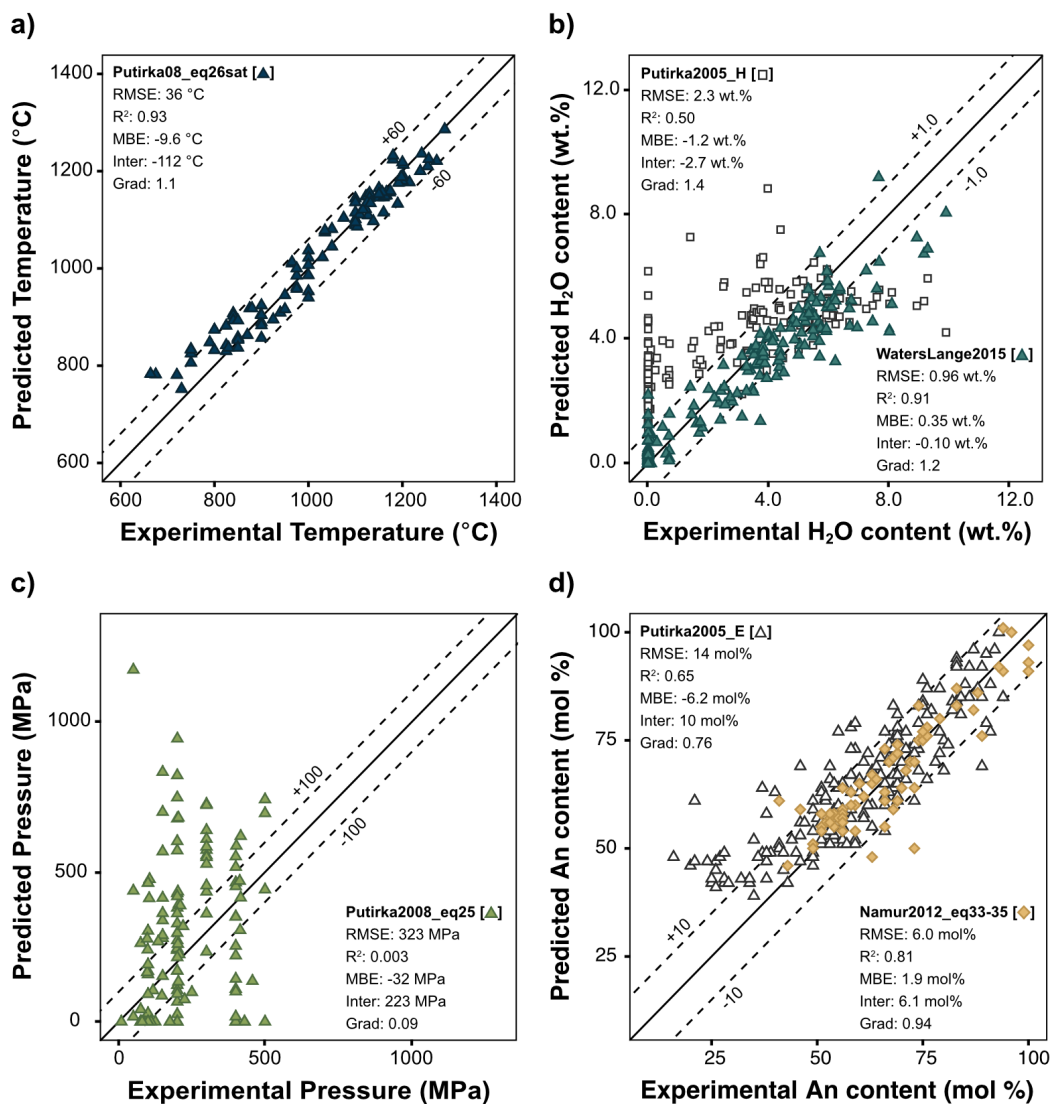 a)
Putirka08_eq26sat [▲]
RMSE: 36 °C
R²: 0.93
MBE: -9.6 °C
Inter: -112 °C
Grad: 1.1
+60
-60
1400
1200
1000
800
600
600 800 1000 1200 1400
Predicted Temperature (°C)
Experimental Temperature (°C)
b)
Putirka2005_H [□]
RMSE: 2.3 wt.%
R²: 0.50
MBE: -1.2 wt.%
Inter: -2.7 wt.%
Grad: 1.4
+1.0
-1.0
WatersLange2015 [▲]
RMSE: 0.96 wt.%
R²: 0.91
MBE: 0.35 wt.%
Inter: -0.10 wt.%
Grad: 1.2
12.0
8.0
4.0
0.0
0.0 4.0 8.0 12.0
Predicted H₂O content (wt.%)
Experimental H₂O content (wt.%)
c)
+100
-100
Putirka2008_eq25 [▲]
RMSE: 323 MPa
R²: 0.003
MBE: -32 MPa
Inter: 223 MPa
Grad: 0.09
1000
500
0
0 500 1000
Predicted Pressure (MPa)
Experimental Pressure (MPa)
d)
Putirka2005_E [△]
RMSE: 14 mol%
R²: 0.65
MBE: -6.2 mol%
Inter: 10 mol%
Grad: 0.76
+10
-10
Namur2012_eq33-35 [◆]
RMSE: 6.0 mol%
R²: 0.81
MBE: 1.9 mol%
Inter: 6.1 mol%
Grad: 0.94
100
75
50
25
25 50 75 100
Predicted An content (mol %)
Experimental An content (mol %)